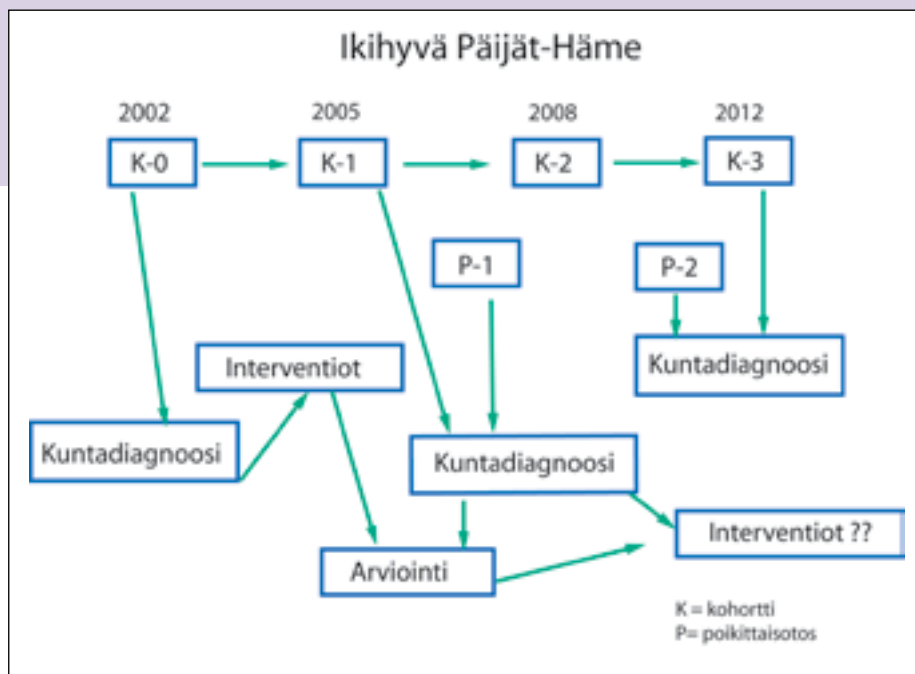 Ikihyvä Päijät-Häme
2002
2005
2008
2012
K-0
K-1
K-2
K-3
P-1
P-2
Interventiot
Kuntadiagnoosi
Kuntadiagnoosi
Kuntadiagnoosi
Interventiot ??
Arviointi
K = kohortti
P= poikittaisotos